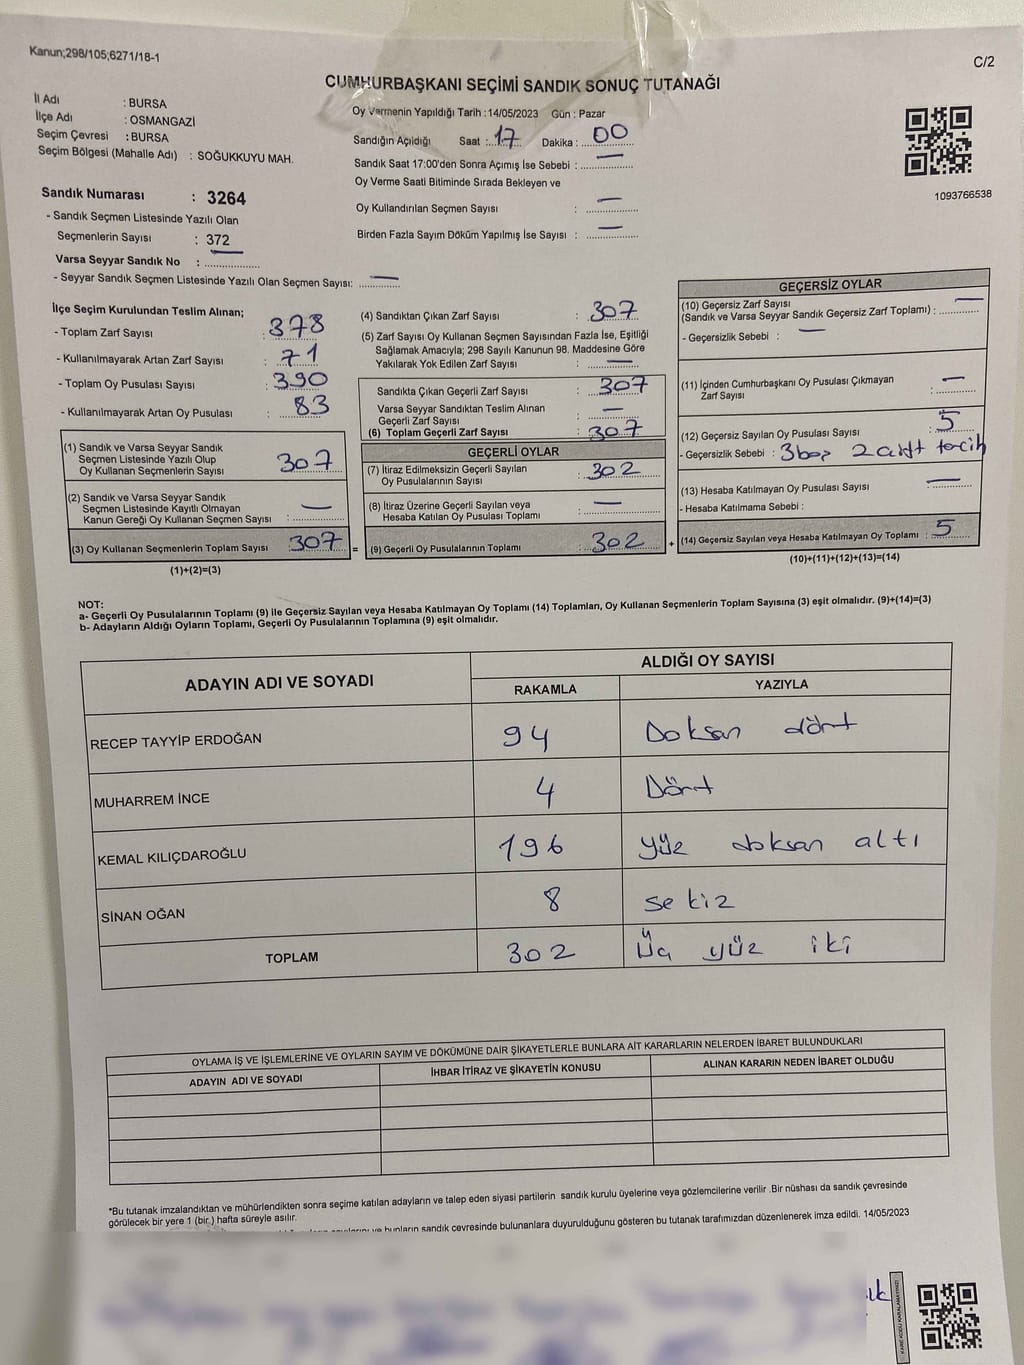 Kanun;298/105;6271/18-1
C/2
CUMHURBAŞKANI SEÇİMİ SANDIK SONUÇ TUTANAĞI
İl Adı : BURSA
İlçe Adı : OSMANGAZİ
Seçim Çevresi : BURSA
Seçim Bölgesi (Mahalle Adı) : SOĞUKKUYU MAH.
Oy Vermenin Yapıldığı Tarih : 14/05/2023 Gün : Pazar
Sandığın Açıldığı Saat : 17 Dakika : 00
Sandık Saat 17:00'den Sonra Açımış İse Sebebi : —
Oy Verme Saati Bitiminde Sırada Bekleyen ve
Oy Kullandırılan Seçmen Sayısı : —
Birden Fazla Sayım Döküm Yapılmış İse Sayısı : —
1093766538
Sandık Numarası : 3264
- Sandık Seçmen Listesinde Yazılı Olan
Seçmenlerin Sayısı : 372
Varsa Seyyar Sandık No : —
- Seyyar Sandık Seçmen Listesinde Yazılı Olan Seçmen Sayısı: —
İlçe Seçim Kurulundan Teslim Alınan;
- Toplam Zarf Sayısı : 378
- Kullanılmayarak Artan Zarf Sayısı : 71
- Toplam Oy Pusulası Sayısı : 390
- Kullanılmayarak Artan Oy Pusulası : 83
(1) Sandık ve Varsa Seyyar Sandık
Seçmen Listesinde Yazılı Olup
Oy Kullanan Seçmenlerin Sayısı 307
(2) Sandık ve Varsa Seyyar Sandık
Seçmen Listesinde Kayıtlı Olmayan
Kanun Gereği Oy Kullanan Seçmen Sayısı : —
(3) Oy Kullanan Seçmenlerin Toplam Sayısı 307 =
(1)+(2)=(3)
(4) Sandıktan Çıkan Zarf Sayısı : 307
(5) Zarf Sayısı Oy Kullanan Seçmen Sayısından Fazla İse, Eşitliği
Sağlamak Amacıyla; 298 Sayılı Kanunun 98. Maddesine Göre
Yakılarak Yok Edilen Zarf Sayısı : —
Sandıkta Çıkan Geçerli Zarf Sayısı : 307
Varsa Seyyar Sandıktan Teslim Alınan
Geçerli Zarf Sayısı : —
(6) Toplam Geçerli Zarf Sayısı : 307
GEÇERLİ OYLAR
(7) İtiraz Edilmeksizin Geçerli Sayılan
Oy Pusulalarının Sayısı : 302
(8) İtiraz Üzerine Geçerli Sayılan veya
Hesaba Katılan Oy Pusulası Toplamı : —
(9) Geçerli Oy Pusulalarının Toplamı : 302 +
GEÇERSİZ OYLAR
(10) Geçersiz Zarf Sayısı
(Sandık ve Varsa Seyyar Sandık Geçersiz Zarf Toplamı) : —
- Geçersizlik Sebebi : —
(11) İçinden Cumhurbaşkanı Oy Pusulası Çıkmayan
Zarf Sayısı : —
(12) Geçersiz Sayılan Oy Pusulası Sayısı : 5
- Geçersizlik Sebebi : 3 boş 2 çift tercih
(13) Hesaba Katılmayan Oy Pusulası Sayısı : —
- Hesaba Katılmama Sebebi :
(14) Geçersiz Sayılan veya Hesaba Katılmayan Oy Toplamı : 5
(10)+(11)+(12)+(13)=(14)
NOT:
a- Geçerli Oy Pusulalarının Toplamı (9) ile Geçersiz Sayılan veya Hesaba Katılmayan Oy Toplamı (14) Toplamları, Oy Kullanan Seçmenlerin Toplam Sayısına (3) eşit olmalıdır. (9)+(14)=(3)
b- Adayların Aldığı Oyların Toplamı, Geçerli Oy Pusulalarının Toplamına (9) eşit olmalıdır.
ADAYIN ADI VE SOYADI
ALDIĞI OY SAYISI
RAKAMLA YAZIYLA
RECEP TAYYİP ERDOĞAN 94 Doksan dört
MUHARREM İNCE 4 Dört
KEMAL KILIÇDAROĞLU 196 yüz doksan altı
SİNAN OĞAN 8 sekiz
TOPLAM 302 Üç yüz iki
OYLAMA İŞ VE İŞLEMLERİNE VE OYLARIN SAYIM VE DÖKÜMÜNE DAİR ŞİKAYETLERLE BUNLARA AİT KARARLARIN NELERDEN İBARET BULUNDUKLARI
ADAYIN ADI VE SOYADI İHBAR İTİRAZ VE ŞİKAYETİN KONUSU ALINAN KARARIN NEDEN İBARET OLDUĞU
*Bu tutanak imzalandıktan ve mühürlendikten sonra seçime katılan adayların ve talep eden siyasi partilerin sandık kurulu üyelerine veya gözlemcilerine verilir .Bir nüshası da sandık çevresinde
görülecek bir yere 1 (bir.) hafta süreyle asılır.
ve bunların sandık çevresinde bulunanlara duyurulduğunu gösteren bu tutanak tarafımızdan düzenlenerek imza edildi. 14/05/2023